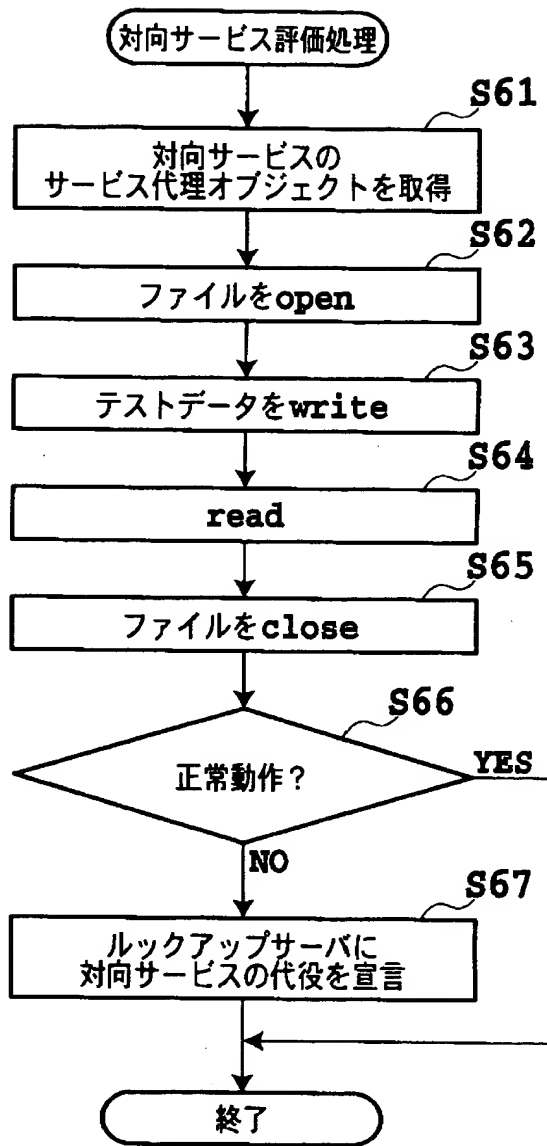 対向サービス評価処理
S61
対向サービスの
サービス代理オブジェクトを取得
S62
ファイルをopen
S63
テストデータをwrite
S64
read
S65
ファイルをclose
S66
正常動作？
YES
NO
S67
ルックアップサーバに
対向サービスの代役を宣言
終了